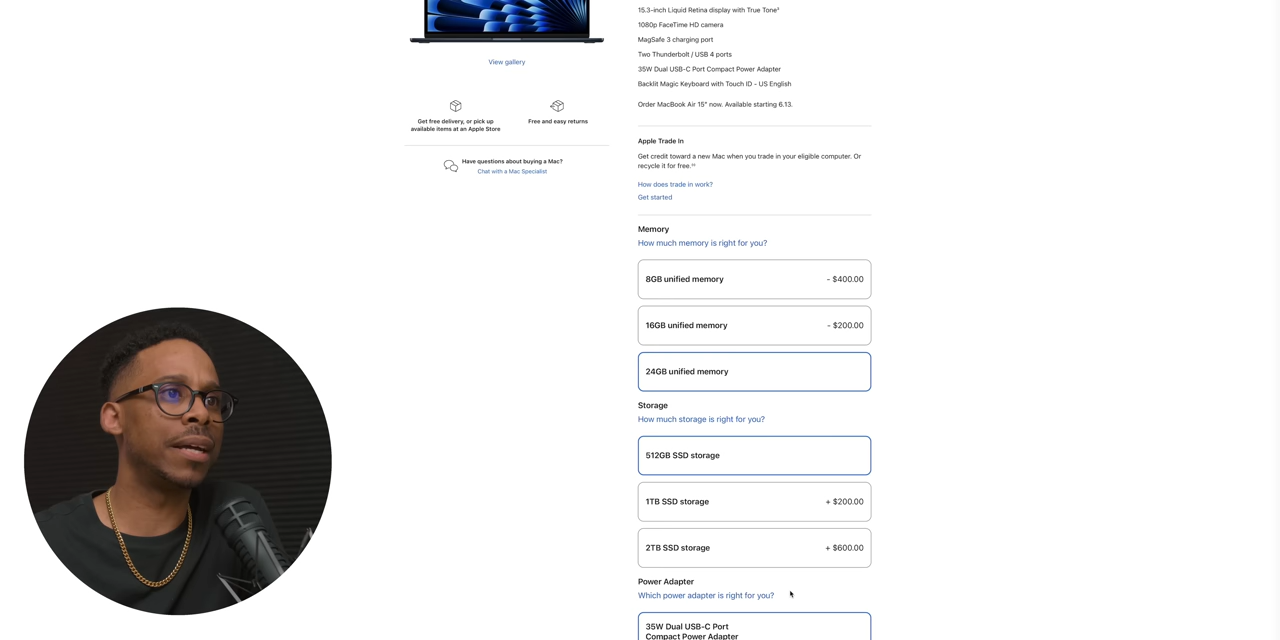 View gallery
Get free delivery, or pick up
available items at an Apple Store
Free and easy returns
Have questions about buying a Mac?
Chat with a Mac Specialist
15.3-inch Liquid Retina display with True Tone²
1080p FaceTime HD camera
MagSafe 3 charging port
Two Thunderbolt / USB 4 ports
35W Dual USB-C Port Compact Power Adapter
Backlit Magic Keyboard with Touch ID - US English
Order MacBook Air 15" now. Available starting 6.13.
Apple Trade In
Get credit toward a new Mac when you trade in your eligible computer. Or
recycle it for free.
How does trade in work?
Get started
Memory
How much memory is right for you?
8GB unified memory - $400.00
16GB unified memory - $200.00
24GB unified memory
Storage
How much storage is right for you?
512GB SSD storage
1TB SSD storage + $200.00
2TB SSD storage + $600.00
Power Adapter
Which power adapter is right for you?
35W Dual USB-C Port
Compact Power Adapter